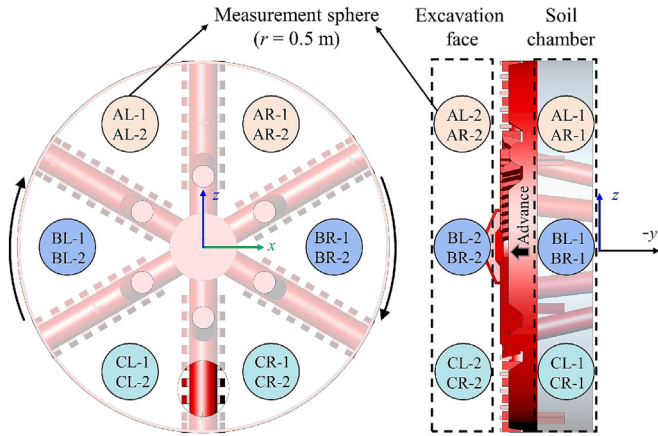 Measurement sphere
(r = 0.5 m)
Excavation
face
Soil
chamber
AL-1
AL-2
AR-1
AR-2
BL-1
BL-2
BR-1
BR-2
CL-1
CL-2
CR-1
CR-2
z
x
AL-2
AR-2
AL-1
AR-1
BL-2
BR-2
BL-1
BR-1
CL-2
CR-2
CL-1
CR-1
Advance
z
-y